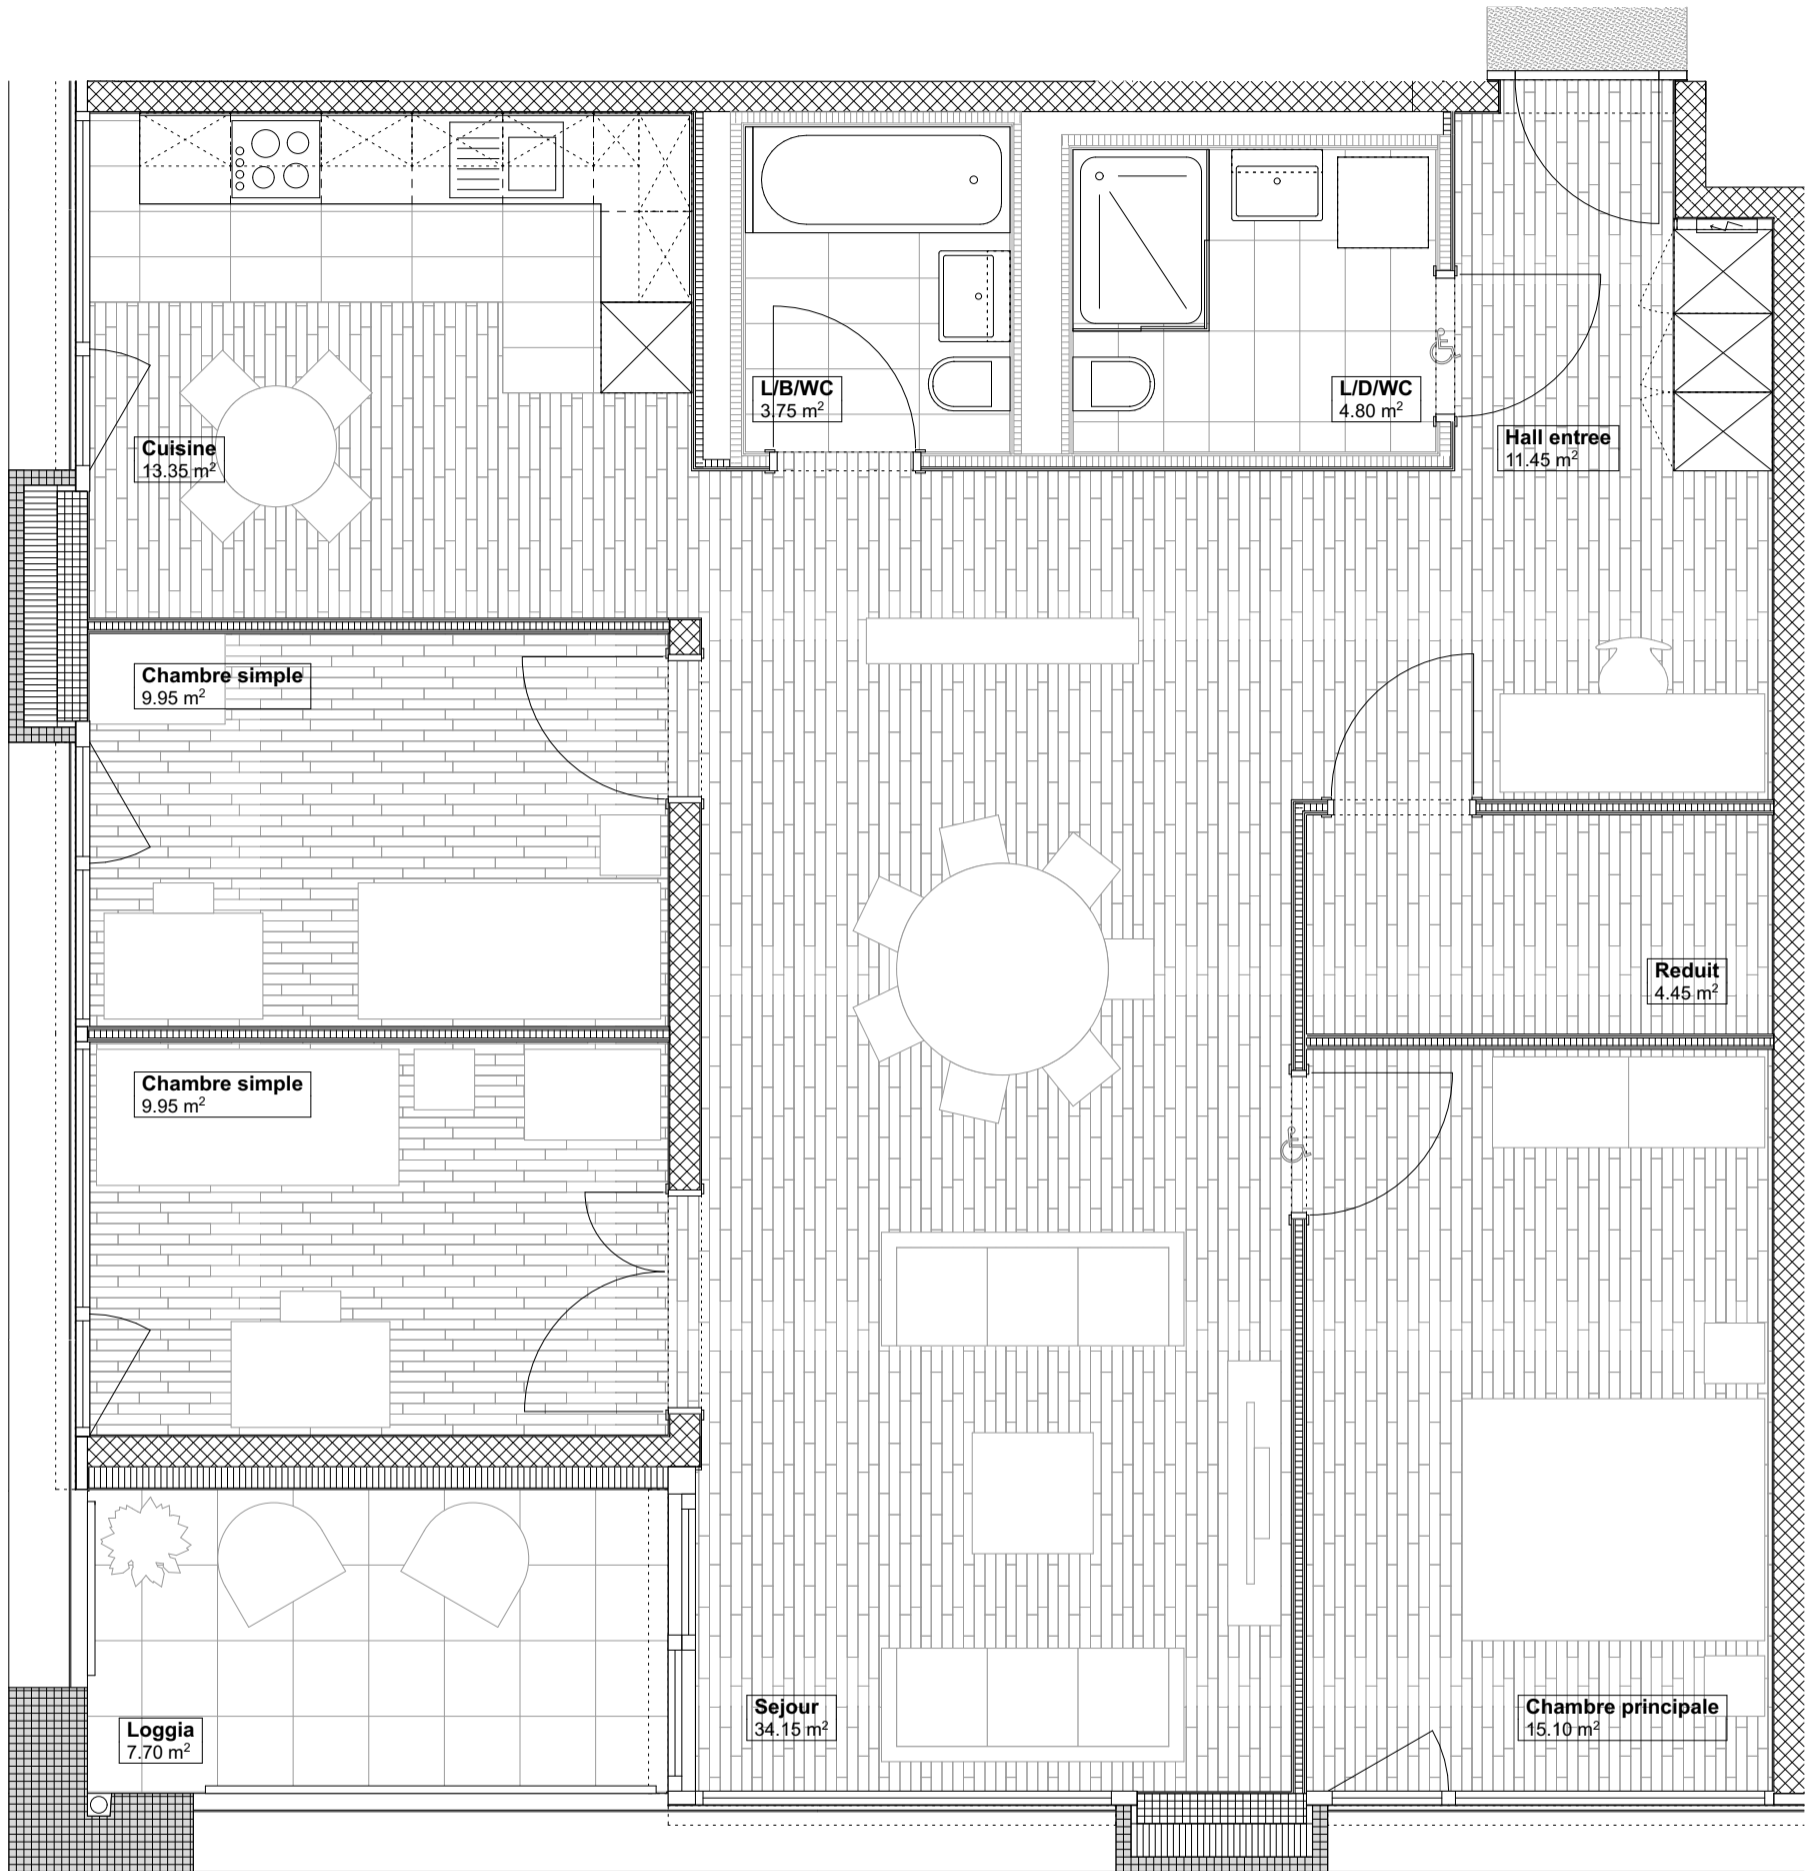 L/B/WC
3.75 m²
L/D/WC
4.80 m²
Hall entree
11.45 m²
Cuisine
13.35 m²
Chambre simple
9.95 m²
Reduit
4.45 m²
Chambre simple
9.95 m²
Sejour
34.15 m²
Chambre principale
15.10 m²
Loggia
7.70 m²